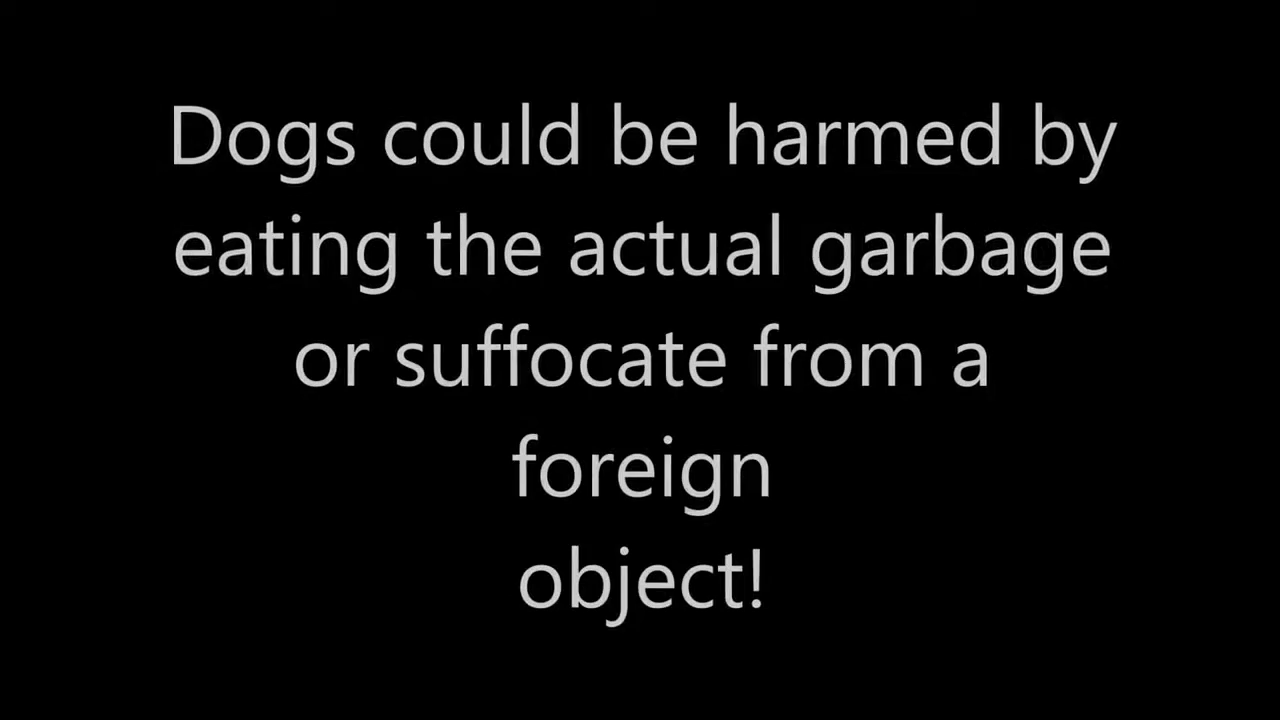 Dogs could be harmed by
eating the actual garbage
or suffocate from a
foreign
object!